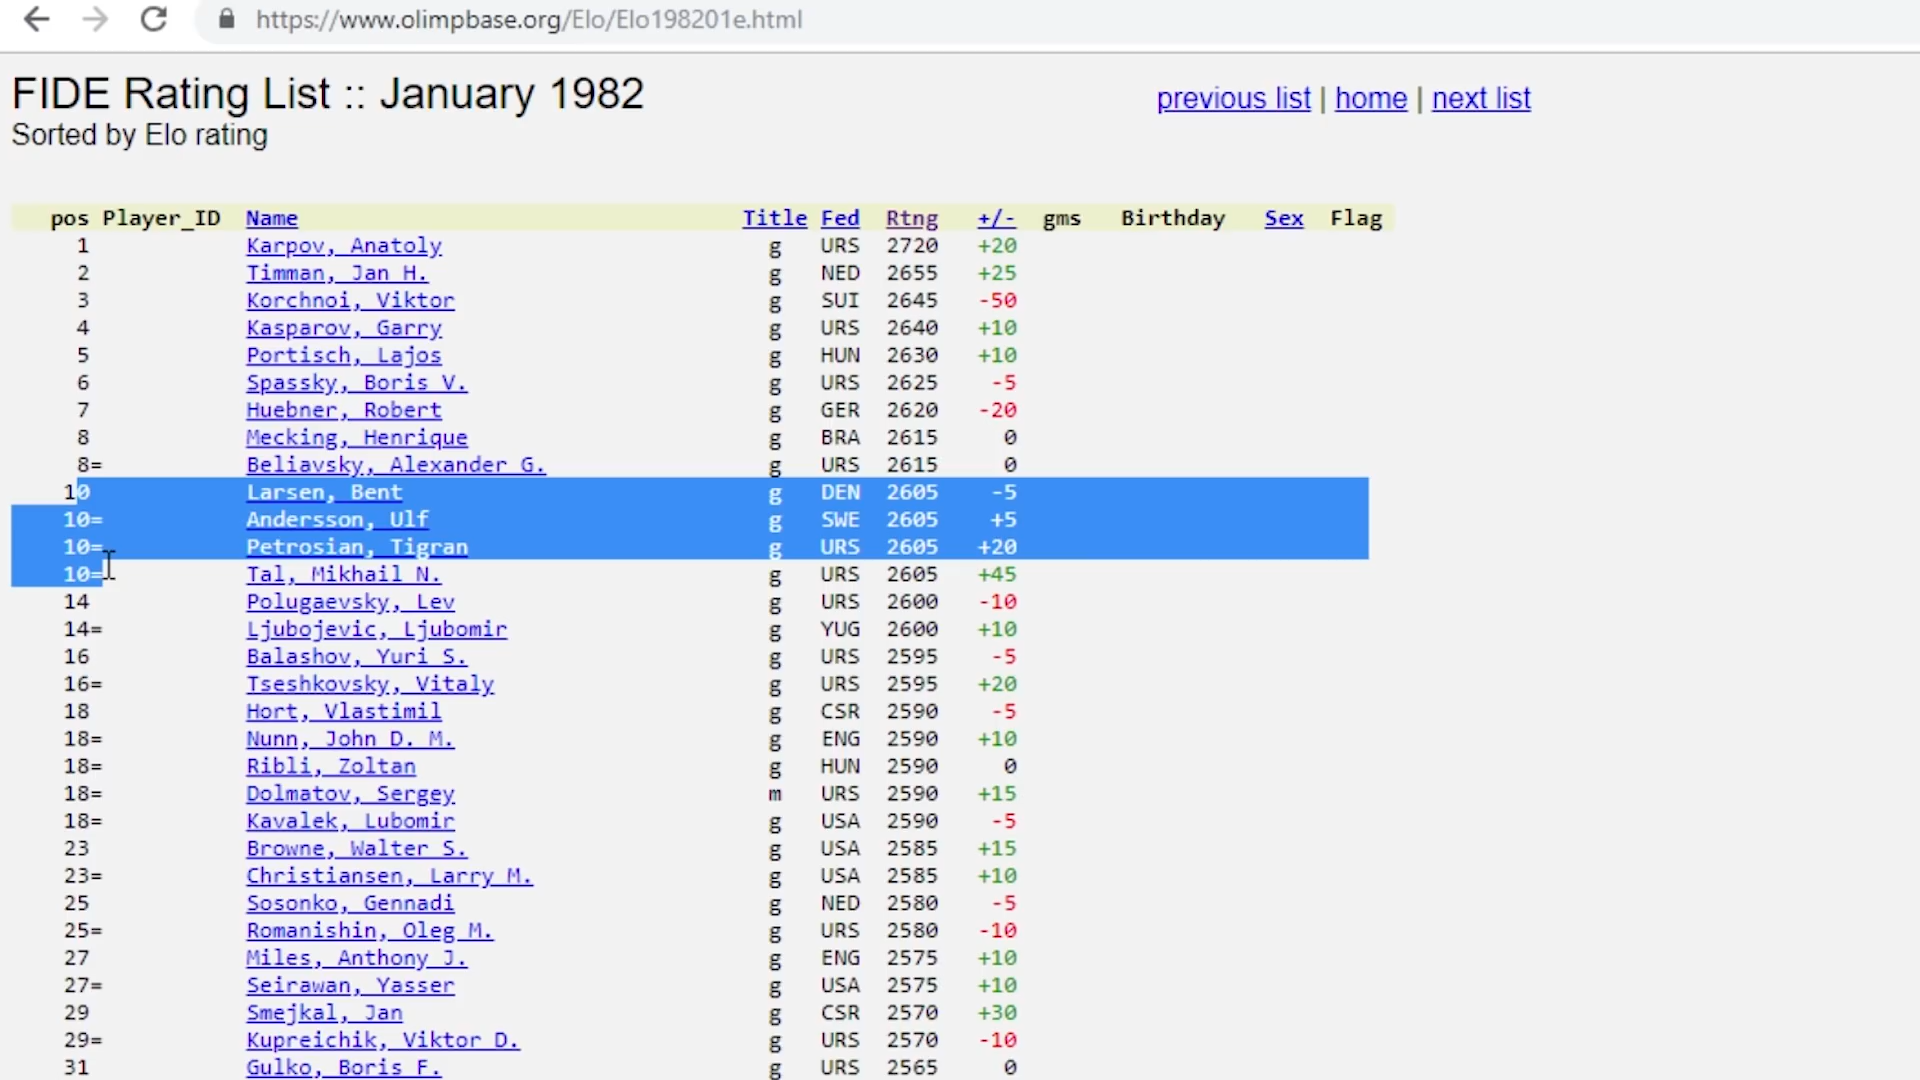 https://www.olimpbase.org/Elo/Elo198201e.html
FIDE Rating List :: January 1982
previous list | home | next list
Sorted by Elo rating
pos Player_ID Name Title Fed Rtng +/- gms Birthday Sex Flag
1 Karpov, Anatoly g URS 2720 +20
2 Timman, Jan H. g NED 2655 +25
3 Korchnoi, Viktor g SUI 2645 -50
4 Kasparov, Garry g URS 2640 +10
5 Portisch, Lajos g HUN 2630 +10
6 Spassky, Boris V. g URS 2625 -5
7 Huebner, Robert g GER 2620 -20
8 Mecking, Henrique g BRA 2615 0
8= Beliavsky, Alexander G. g URS 2615 0
10 Larsen, Bent g DEN 2605 -5
10= Andersson, Ulf g SWE 2605 +5
10= Petrosian, Tigran g URS 2605 +20
10= Tal, Mikhail N. g URS 2605 +45
14 Polugaevsky, Lev g URS 2600 -10
14= Ljubojevic, Ljubomir g YUG 2600 +10
16 Balashov, Yuri S. g URS 2595 -5
16= Tseshkovsky, Vitaly g URS 2595 +20
18 Hort, Vlastimil g CSR 2590 -5
18= Nunn, John D. M. g ENG 2590 +10
18= Ribli, Zoltan g HUN 2590 0
18= Dolmatov, Sergey m URS 2590 +15
18= Kavalek, Lubomir g USA 2590 -5
23 Browne, Walter S. g USA 2585 +15
23= Christiansen, Larry M. g USA 2585 +10
25 Sosonko, Gennadi g NED 2580 -5
25= Romanishin, Oleg M. g URS 2580 -10
27 Miles, Anthony J. g ENG 2575 +10
27= Seirawan, Yasser g USA 2575 +10
29 Smejkal, Jan g CSR 2570 +30
29= Kupreichik, Viktor D. g URS 2570 -10
31 Gulko, Boris F. g URS 2565 0